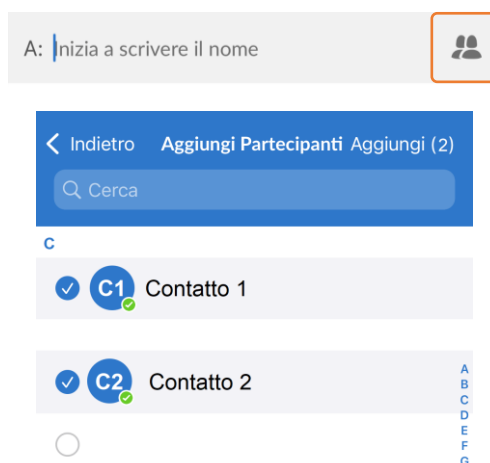 A: Inizia a scrivere il nome
Indietro Aggiungi Partecipanti Aggiungi (2)
Cerca
C
C1 Contatto 1
C2 Contatto 2
A
B
C
D
E
F
G